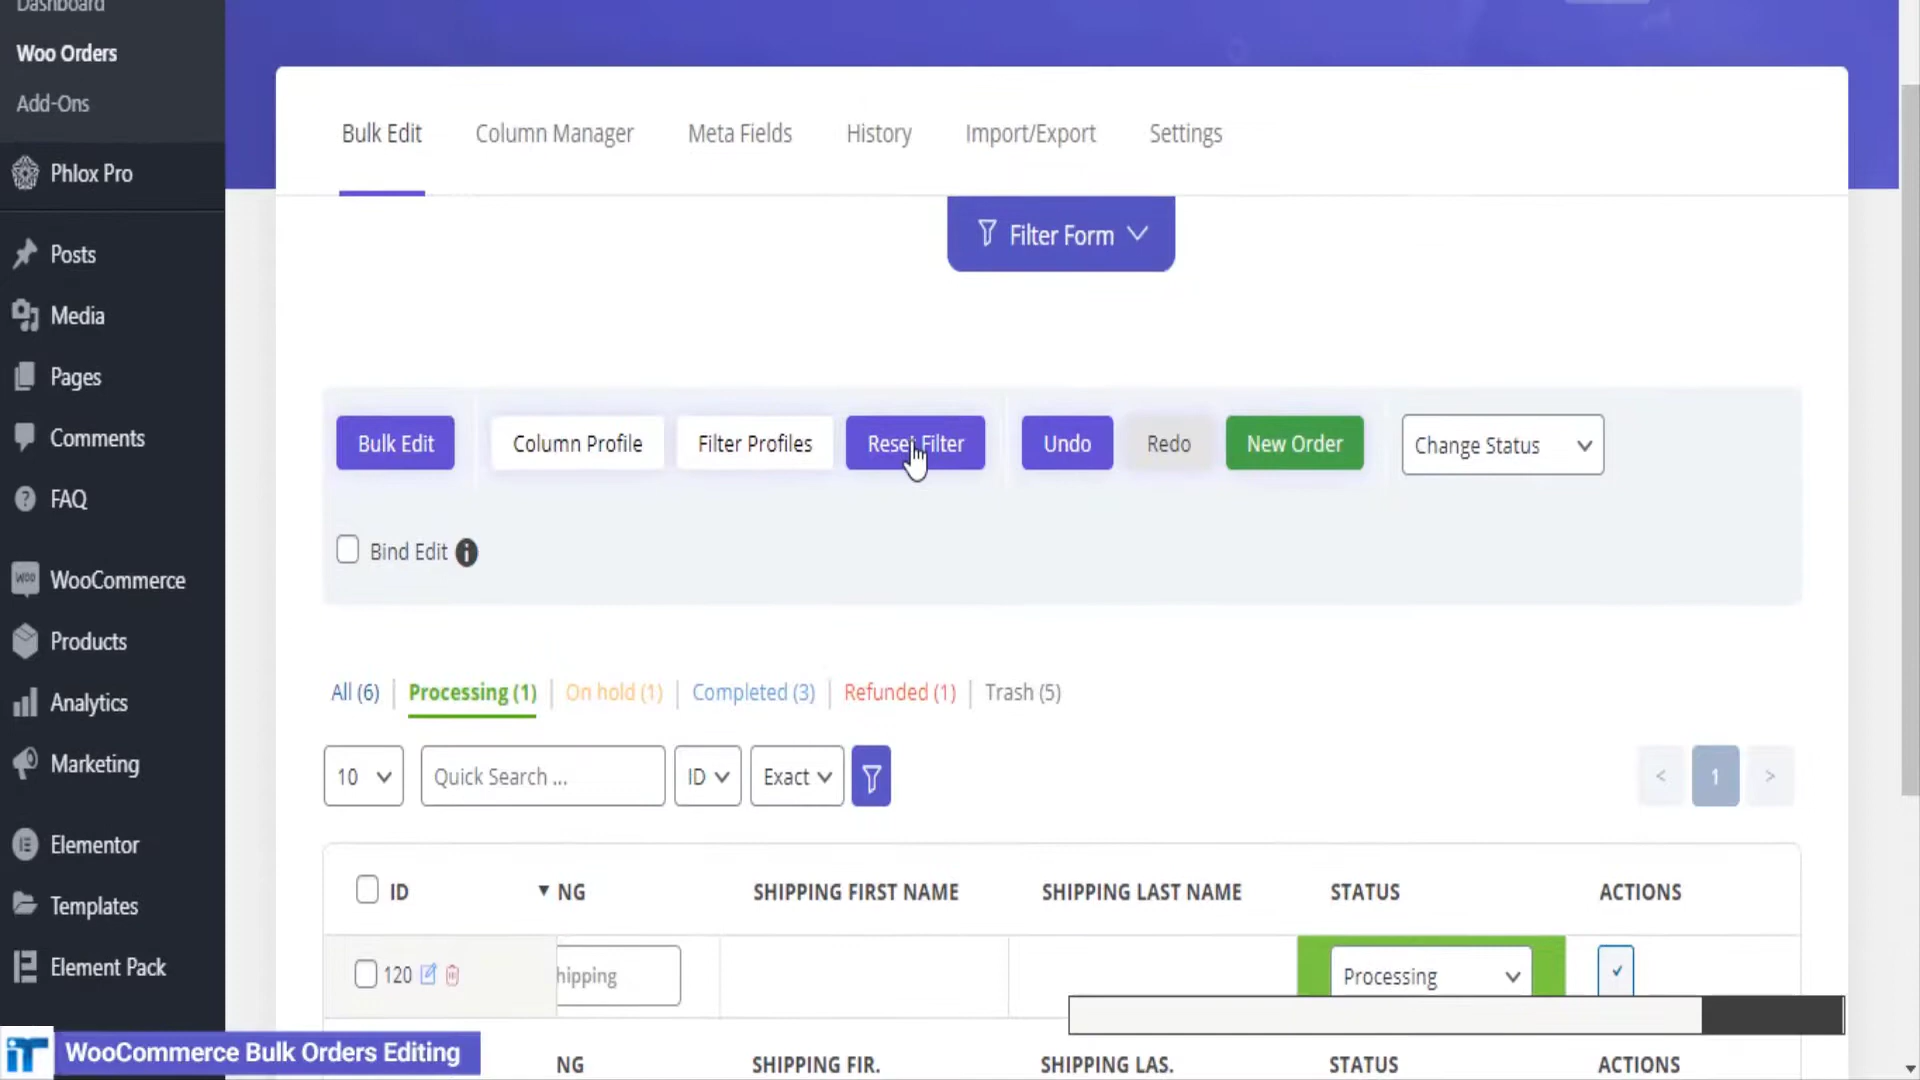 Dashboard
Woo Orders
Add-Ons
Phlox Pro
Posts
Media
Pages
Comments
FAQ
WooCommerce
Products
Analytics
Marketing
Elementor
Templates
Element Pack
Bulk Edit Column Manager Meta Fields History Import/Export Settings
Filter Form
Bulk Edit Column Profile Filter Profiles Reset Filter Undo Redo New Order Change Status
Bind Edit
All (6) Processing (1) On hold (1) Completed (3) Refunded (1) Trash (5)
10 Quick Search ... ID Exact < 1 >
ID NG SHIPPING FIRST NAME SHIPPING LAST NAME STATUS ACTIONS
120 hipping Processing
NG SHIPPING FIR. SHIPPING LAS. STATUS ACTIONS
iT WooCommerce Bulk Orders Editing